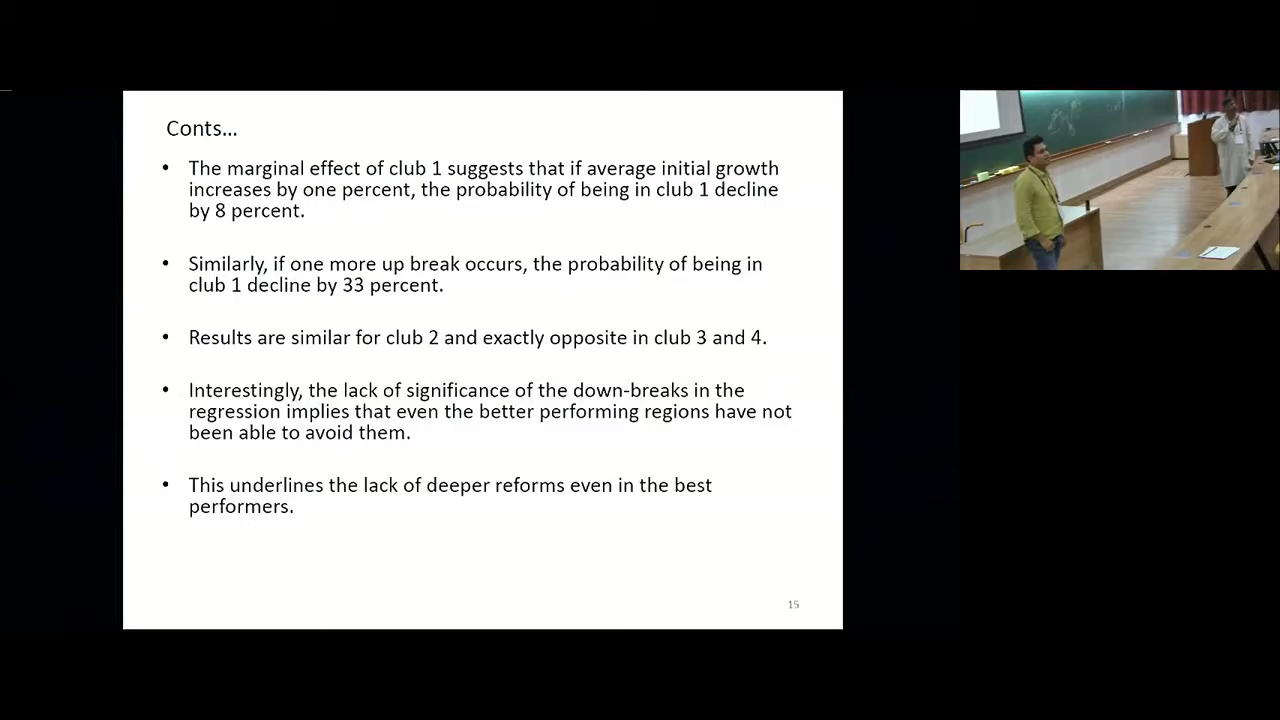 Conts...
• The marginal effect of club 1 suggests that if average initial growth
increases by one percent, the probability of being in club 1 decline
by 8 percent.
• Similarly, if one more up break occurs, the probability of being in
club 1 decline by 33 percent.
• Results are similar for club 2 and exactly opposite in club 3 and 4.
• Interestingly, the lack of significance of the down-breaks in the
regression implies that even the better performing regions have not
been able to avoid them.
• This underlines the lack of deeper reforms even in the best
performers.
15